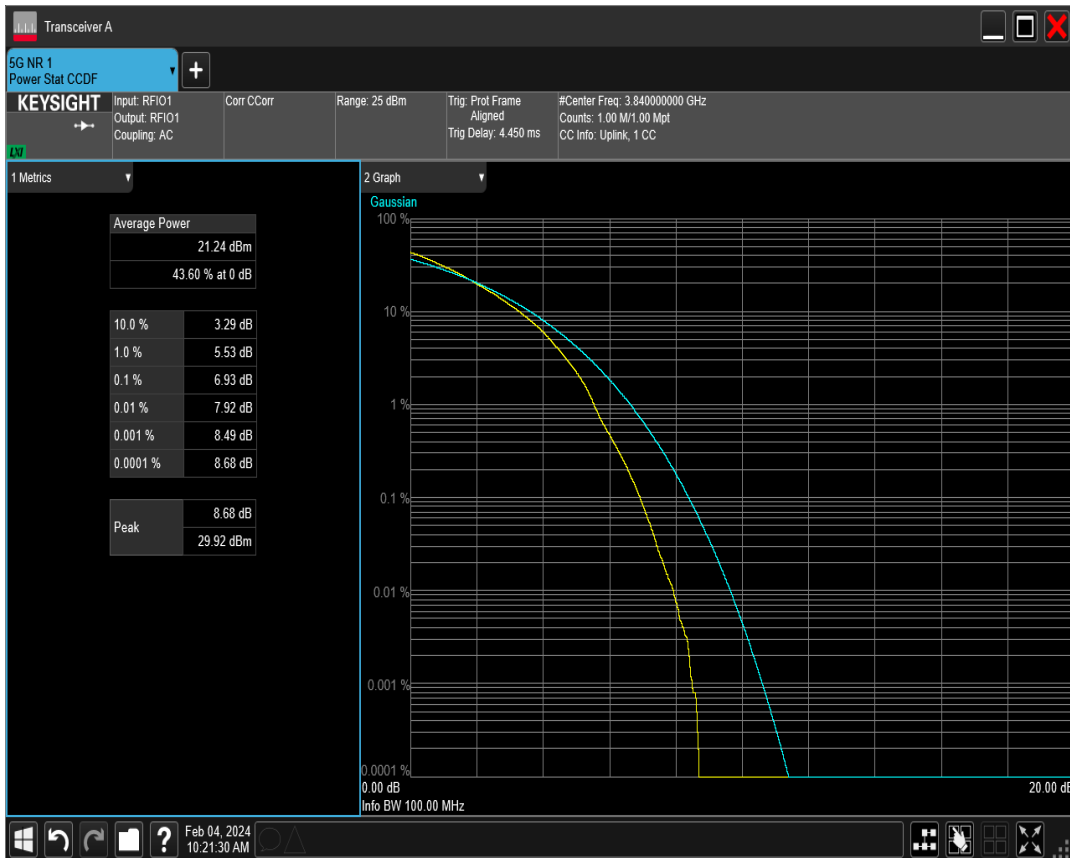 Transceiver A
5G NR 1
Power Stat CCDF
KEYSIGHT
LXI
Input: RFIO1
Output: RFIO1
Coupling: AC
Corr CCorr
Range: 25 dBm
Trig: Prot Frame
Aligned
Trig Delay: 4.450 ms
#Center Freq: 3.840000000 GHz
Counts: 1.00 M/1.00 Mpt
CC Info: Uplink, 1 CC
1 Metrics
Average Power
21.24 dBm
43.60 % at 0 dB
10.0 % 3.29 dB
1.0 % 5.53 dB
0.1 % 6.93 dB
0.01 % 7.92 dB
0.001 % 8.49 dB
0.0001 % 8.68 dB
Peak 8.68 dB
29.92 dBm
2 Graph
Gaussian
100 %
10 %
1 %
0.1 %
0.01 %
0.001 %
0.0001 %
0.00 dB 20.00 dB
Info BW 100.00 MHz
?
Feb 04, 2024
10:21:30 AM